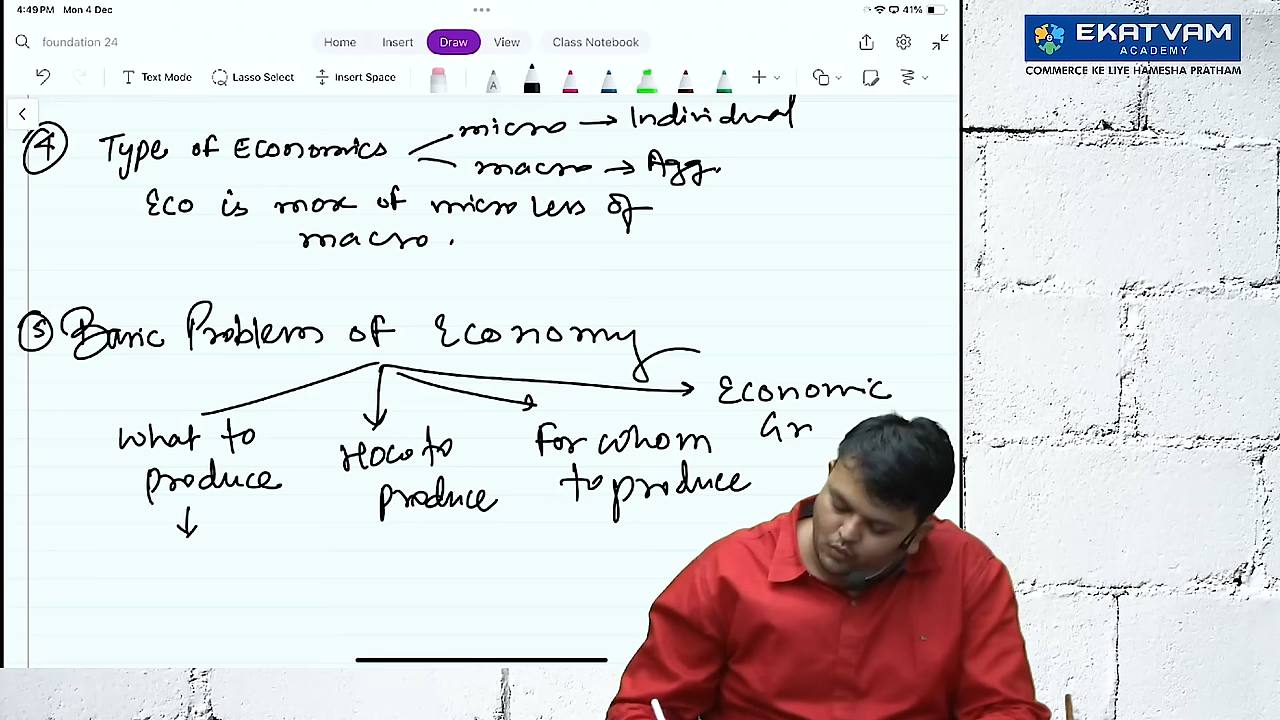 4:49 PM Mon 4 Dec
41%
foundation 24
Home Insert Draw View Class Notebook
Text Mode Lasso Select Insert Space
EKATVAM
ACADEMY
COMMERCE KE LIYE HAMESHA PRATHAM
4 Type of Economics
micro → Individual
macro → Agg.
Eco is more of micro less of
macro.
5 Basic Problems of Economy
What to
produce
How to
produce
For whom
to produce
Economic
Gr